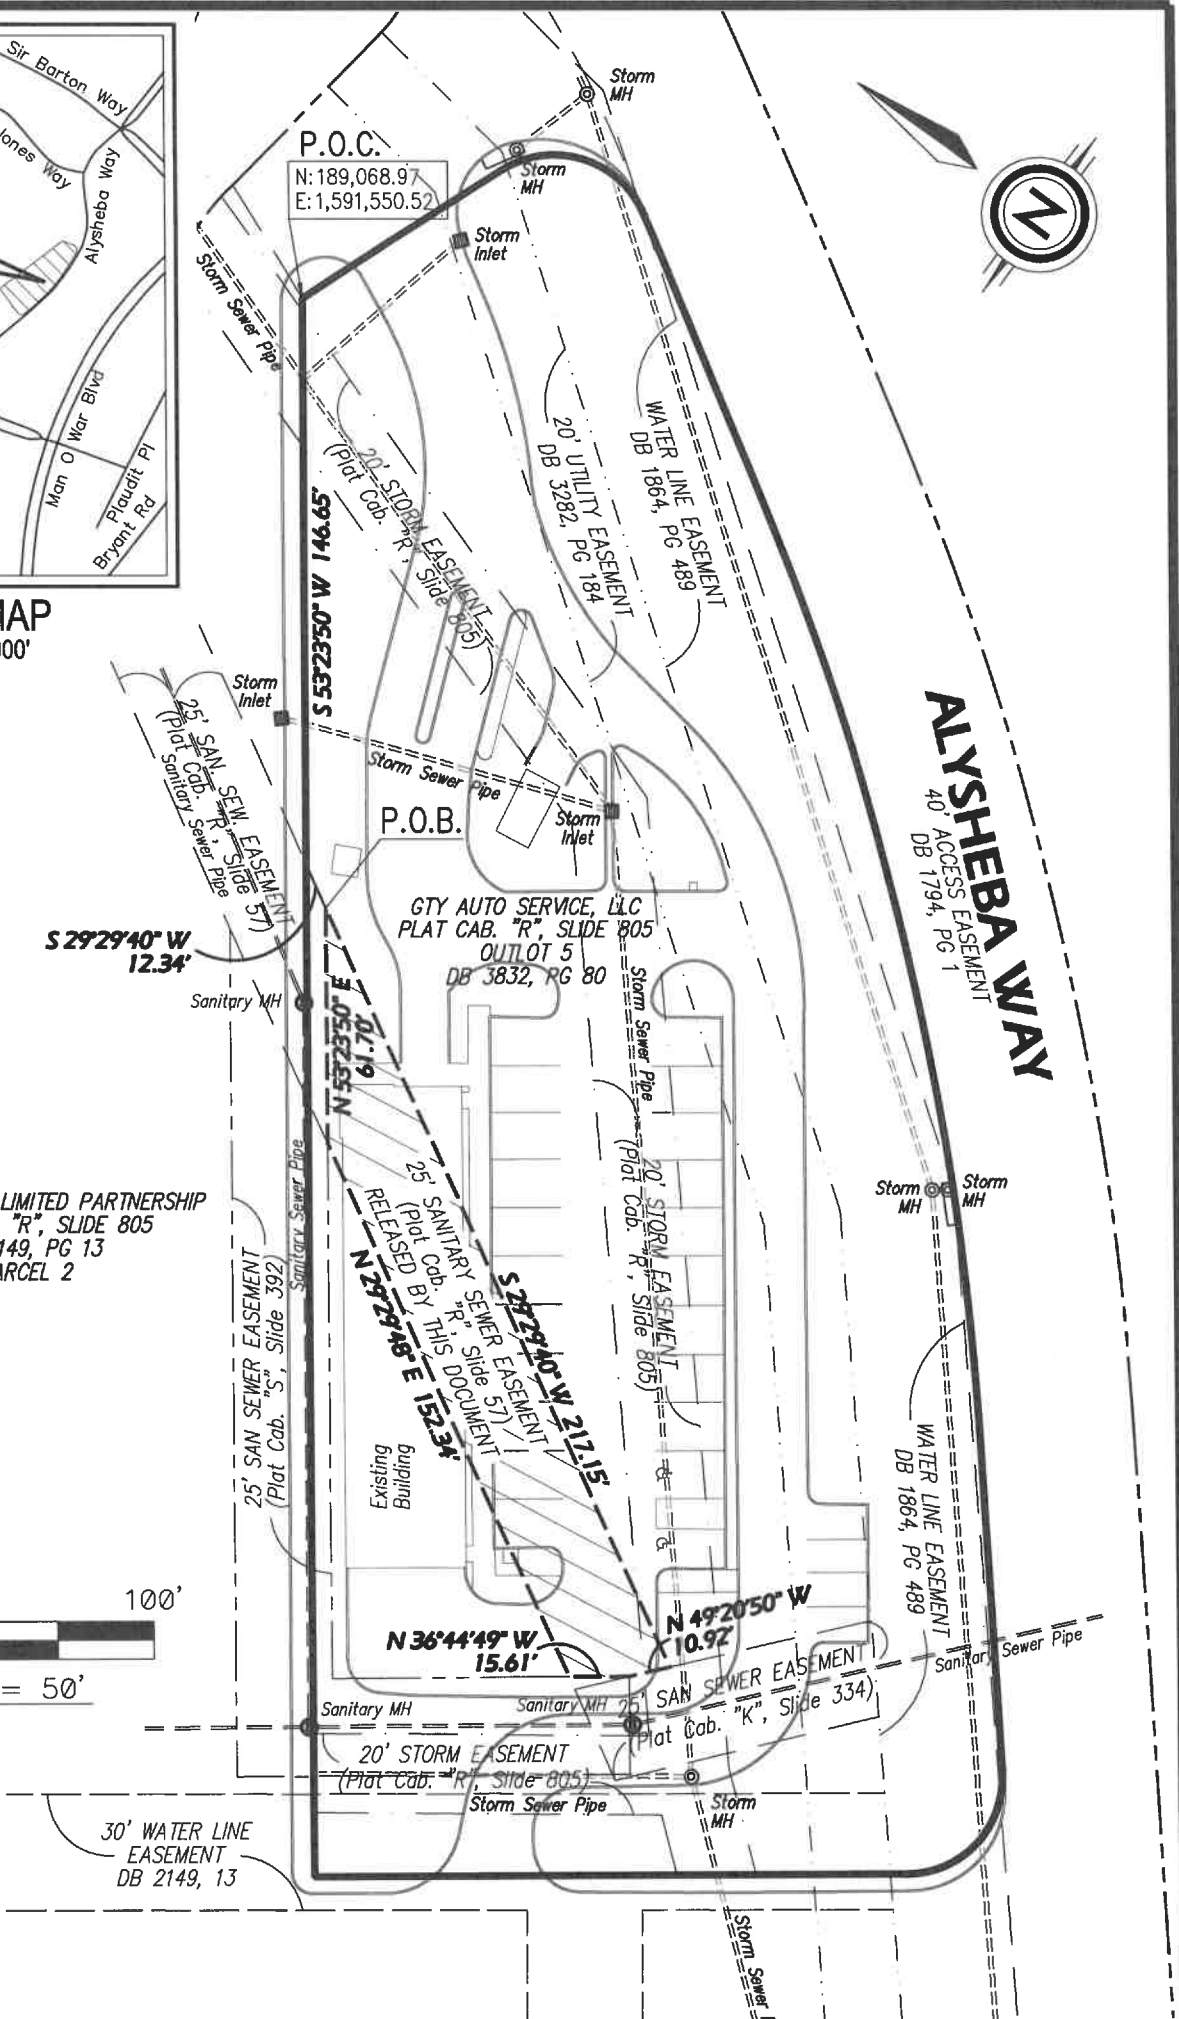 Sir Barton Way
Jones Way
Alysheba Way
Man O War Blvd
Plaudit Pl
Bryant Rd
P.O.C.
N: 189,068.97
E: 1,591,550.52
Storm
MH
Storm
MH
Storm
Inlet
N
Storm Sewer Pipe
20' STORM EASEMENT
(Plat Cab. "R", Slide 805)
20' UTILITY EASEMENT
DB 3282, PG 184
WATER LINE EASEMENT
DB 1864, PG 489
S 53°23'50" W 146.65'
Storm
Inlet
25' SAN. SEW. EASEMENT
(Plat Cab. "R", Slide 57)
Sanitary Sewer Pipe
Storm Sewer Pipe
P.O.B.
Storm
Inlet
ALYSHEBA WAY
40' ACCESS EASEMENT
DB 1794, PG 1
GTY AUTO SERVICE, LLC
PLAT CAB. "R", SLIDE 805
OUTLOT 5
DB 3832, PG 80
S 29°29'40" W
12.34'
Sanitary MH
N 53°23'50" E
61.70'
Storm Sewer Pipe
Sanitary Sewer Pipe
LIMITED PARTNERSHIP
"R", SLIDE 805
149, PG 13
ARCEL 2
25' SAN SEWER EASEMENT
(Plat Cab. "S", Slide 392)
25' SANITARY SEWER EASEMENT
(Plat Cab. "R", Slide 57)
RELEASED BY THIS DOCUMENT
N 29°29'48" E 152.34'
S 29°29'40" W 217.15'
20' STORM EASEMENT
(Plat Cab. "R", Slide 805)
Storm
MH
Storm
MH
Existing
Building
WATER LINE EASEMENT
DB 1864, PG 489
100'
= 50'
N 36°44'49" W
15.61'
N 49°20'50" W
10.92'
Sanitary Sewer Pipe
Sanitary MH
Sanitary MH
25' SAN SEWER EASEMENT
(Plat Cab. "K", Slide 334)
20' STORM EASEMENT
(Plat Cab. "R", Slide 805)
Storm Sewer Pipe
Storm
MH
30' WATER LINE
EASEMENT
DB 2149, 13
Storm Sewer